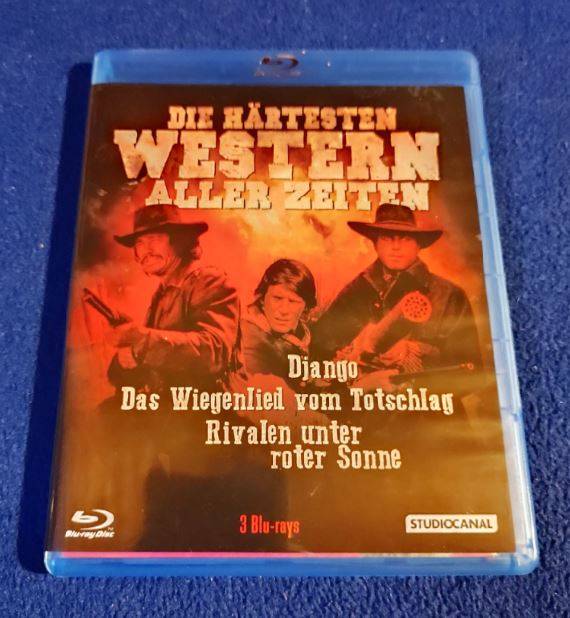 DIE HÄRTESTEN
WESTERN
ALLER ZEITEN
Django
Das Wiegenlied vom Totschlag
Rivalen unter
roter Sonne
3 Blu-rays
Blu-ray Disc
STUDIOCANAL